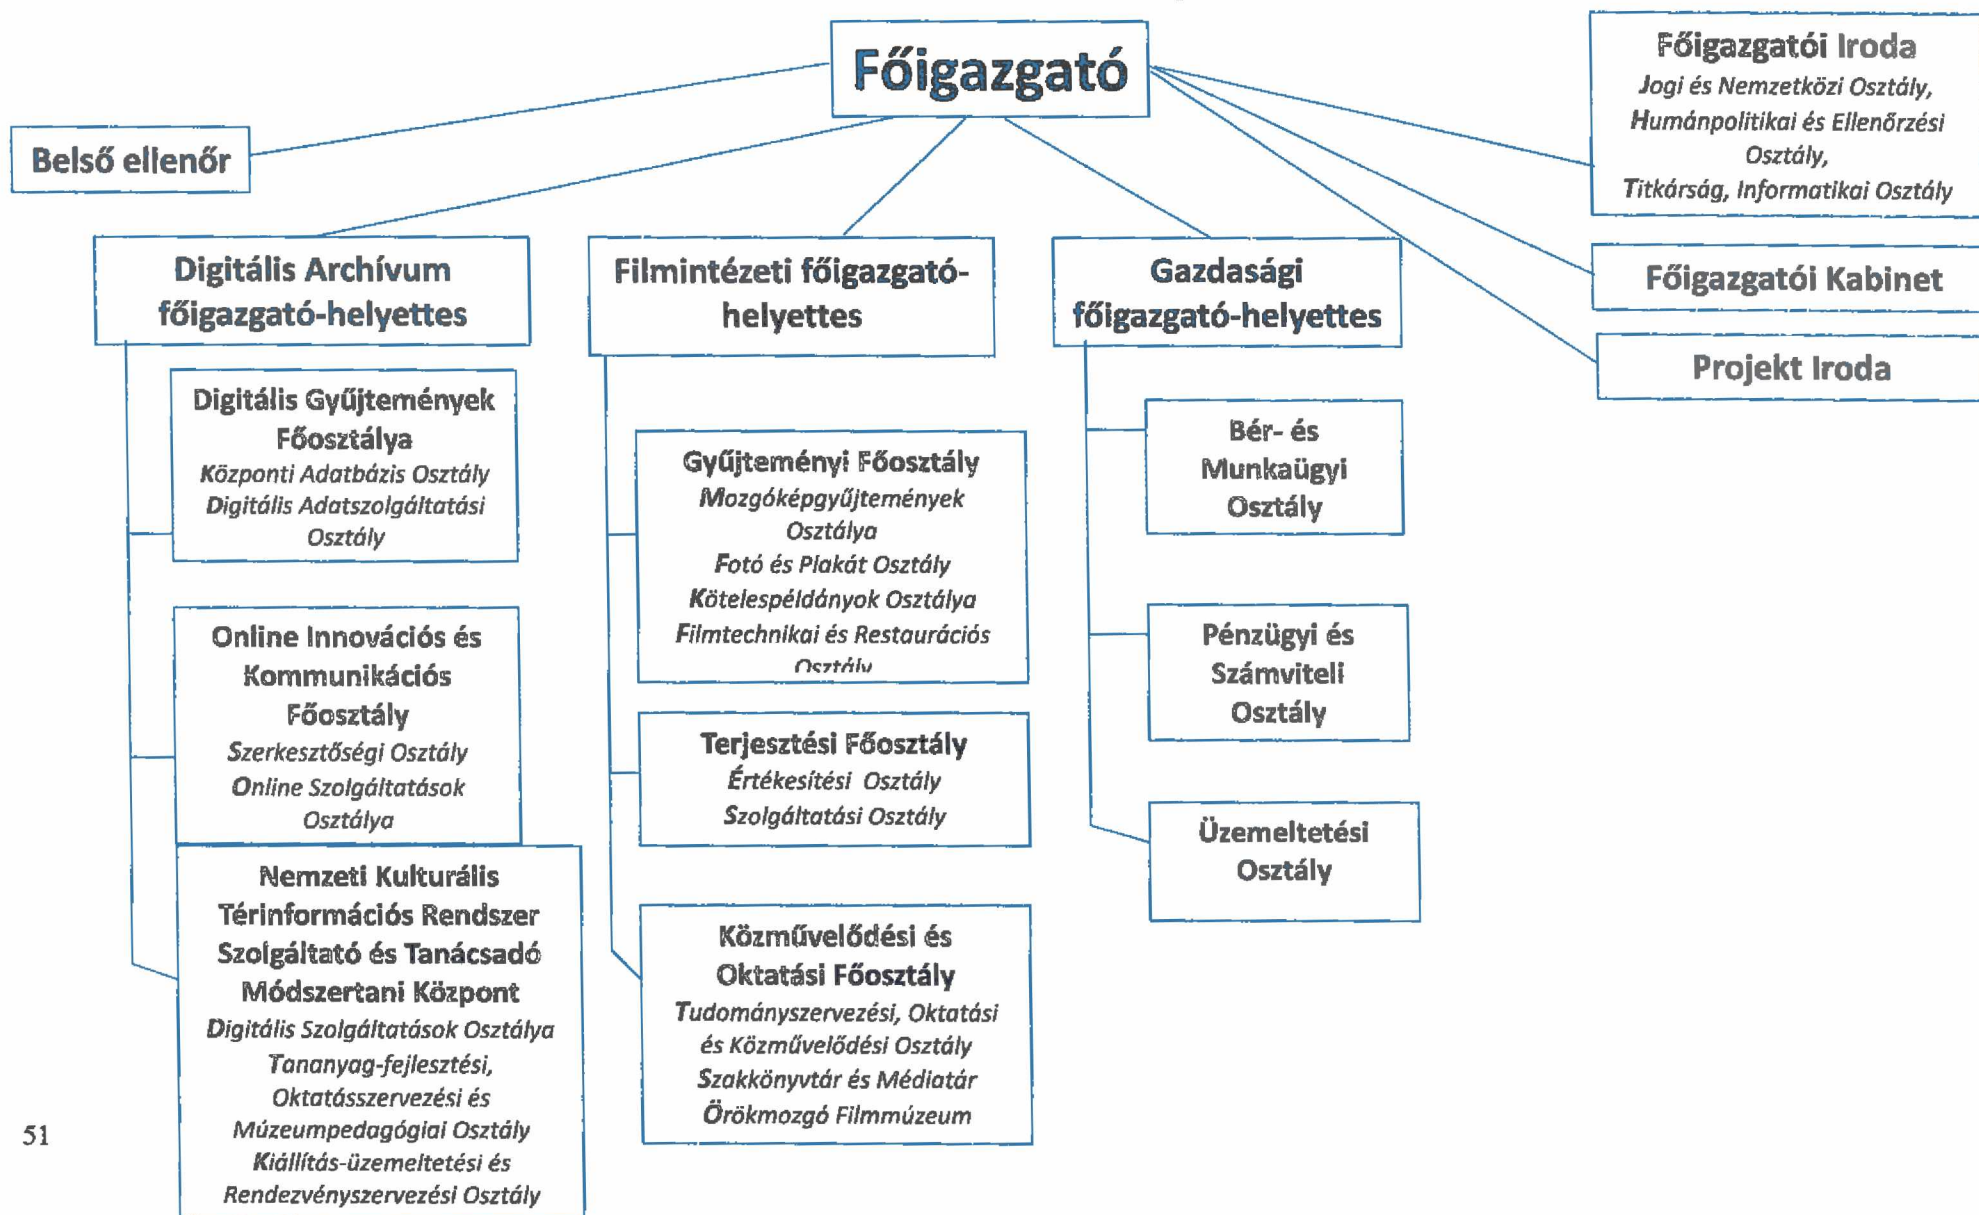 Főigazgató
Belső ellenőr
Főigazgatói Iroda
Jogi és Nemzetközi Osztály,
Humánpolitikai és Ellenőrzési
Osztály,
Titkárság, Informatikai Osztály
Főigazgatói Kabinet
Projekt Iroda
Digitális Archívum
főigazgató-helyettes
Digitális Gyűjtemények
Főosztálya
Központi Adatbázis Osztály
Digitális Adatszolgáltatási
Osztály
Online Innovációs és
Kommunikációs
Főosztály
Szerkesztőségi Osztály
Online Szolgáltatások
Osztálya
Nemzeti Kulturális
Térinformációs Rendszer
Szolgáltató és Tanácsadó
Módszertani Központ
Digitális Szolgáltatások Osztálya
Tananyag-fejlesztési,
Oktatásszervezési és
Múzeumpedagógiai Osztály
Kiállítás-üzemeltetési és
Rendezvényszervezési Osztály
Filmintézeti főigazgató-
helyettes
Gyűjteményi Főosztály
Mozgóképgyűjtemények
Osztálya
Fotó és Plakát Osztály
Kötelespéldányok Osztálya
Filmtechnikai és Restaurációs
Osztály
Terjesztési Főosztály
Értékesítési Osztály
Szolgáltatási Osztály
Közművelődési és
Oktatási Főosztály
Tudományszervezési, Oktatási
és Közművelődési Osztály
Szakkönyvtár és Médiatár
Örökmozgó Filmmúzeum
Gazdasági
főigazgató-helyettes
Bér- és
Munkaügyi
Osztály
Pénzügyi és
Számviteli
Osztály
Üzemeltetési
Osztály
51